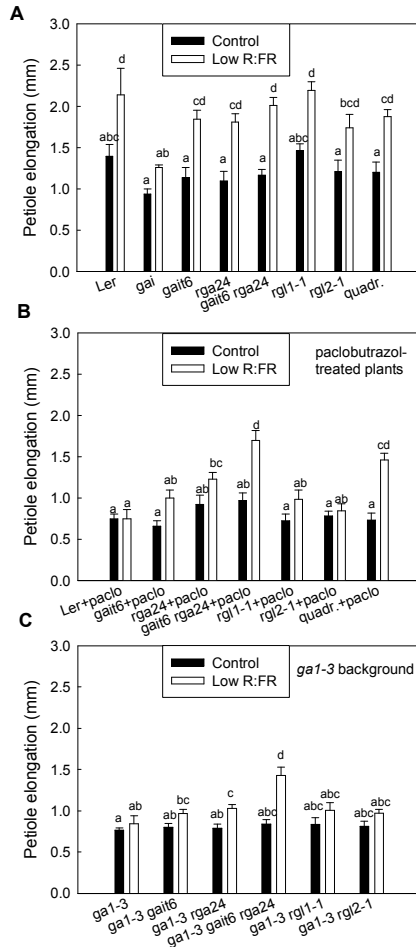 A
Control
Low R:FR
Petiole elongation (mm)
3.0
2.5
2.0
1.5
1.0
0.5
0.0
abc
d
a
ab
a
cd
a
cd
a
cd
abc
d
a
bcd
a
cd
Ler
gai
gait6
rga24
gait6 rga24
rgl1-1
rgl2-1
quadr.
B
Control
Low R:FR
paclobutrazol-
treated plants
Petiole elongation (mm)
3.0
2.5
2.0
1.5
1.0
0.5
0.0
a
a
a
ab
ab
bc
ab
d
a
ab
a
ab
a
cd
Ler+paclo
gait6+paclo
rga24+paclo
gait6 rga24+paclo
rgl1-1+paclo
rgl2-1+paclo
quadr.+paclo
C
Control
Low R:FR
ga1-3 background
Petiole elongation (mm)
3.0
2.5
2.0
1.5
1.0
0.5
0.0
a
ab
ab
bc
ab
c
ab
d
abc
abc
abc
abc
ga1-3
ga1-3 gait6
ga1-3 rga24
ga1-3 gait6 rga24
ga1-3 rgl1-1
ga1-3 rgl2-1